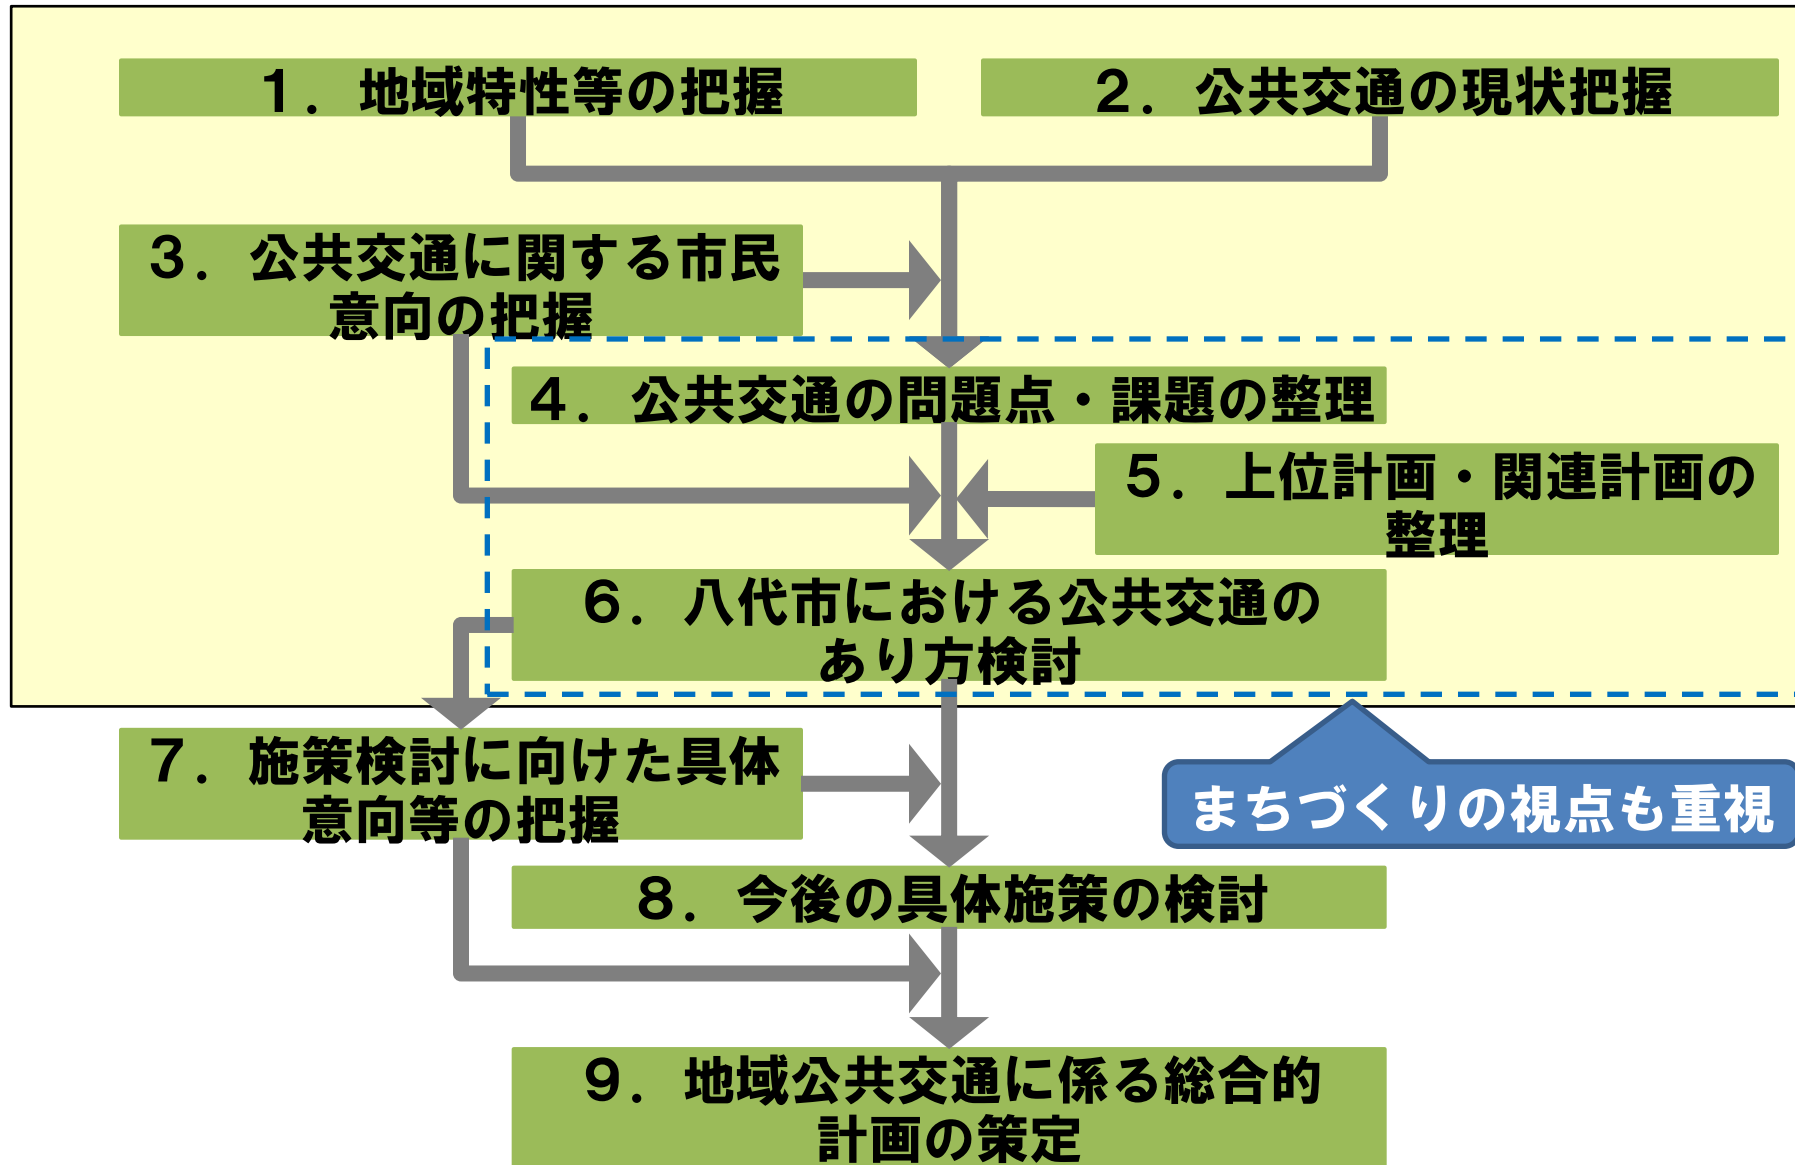 １．地域特性等の把握
２．公共交通の現状把握
３．公共交通に関する市民
意向の把握
４．公共交通の問題点・課題の整理
５．上位計画・関連計画の
整理
６．八代市における公共交通の
あり方検討
７．施策検討に向けた具体
意向等の把握
まちづくりの視点も重視
８．今後の具体施策の検討
９．地域公共交通に係る総合的
計画の策定